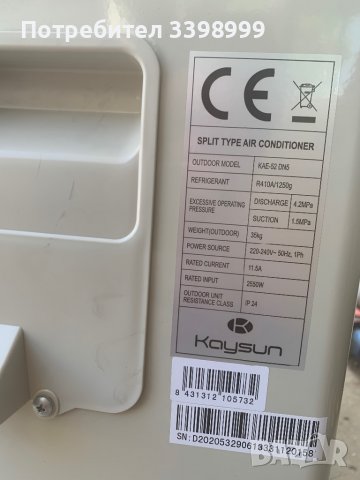 Потребител 3398999
CE
SPLIT TYPE AIR CONDITIONER
OUTDOOR MODEL KAE-52 DN5
REFRIGERANT R410A/1250g
EXCESSIVE OPERATING PRESSURE DISCHARGE 4.2MPa
SUCTION 1.5MPa
WEIGHT(OUTDOOR) 35kg
POWER SOURCE 220-240V~ 50Hz, 1Ph
RATED CURRENT 11.5A
RATED INPUT 2550W
OUTDOOR UNIT RESISTANCE CLASS IP 24
Kaysun
8 431312 105732
BAZAR